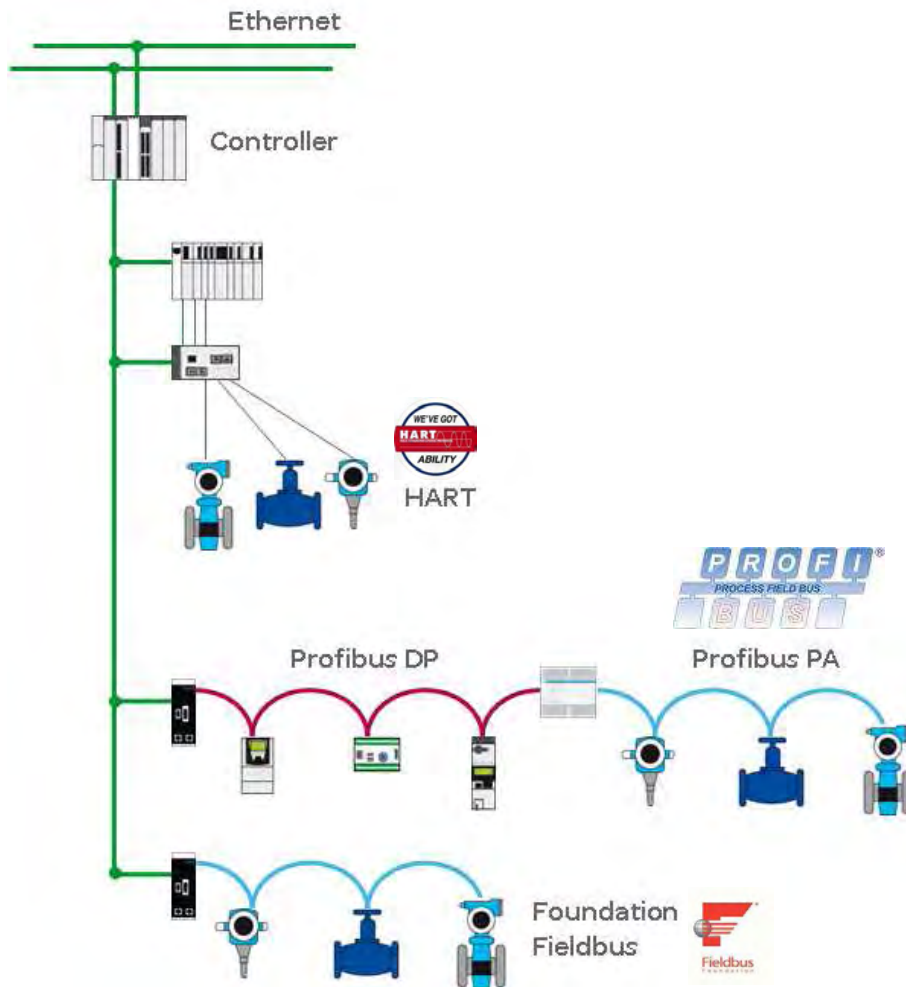 Ethernet
Controller
WE'VE GOT
HART
ABILITY
HART
PROFI®
PROCESS FIELD BUS
BUS
Profibus DP
Profibus PA
Foundation
Fieldbus
Fieldbus
Foundation